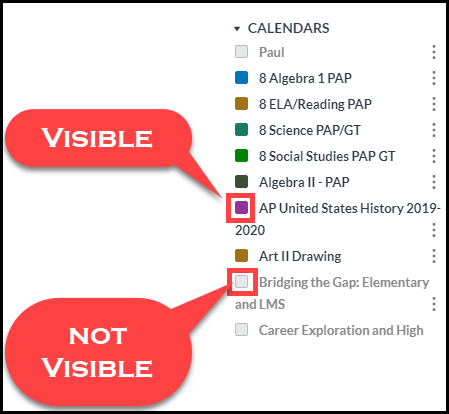 CALENDARS
Paul
8 Algebra 1 PAP
8 ELA/Reading PAP
8 Science PAP/GT
8 Social Studies PAP GT
Algebra II - PAP
AP United States History 2019-
2020
Art II Drawing
Bridging the Gap: Elementary
and LMS
Career Exploration and High
VISIBLE
NOT
VISIBLE